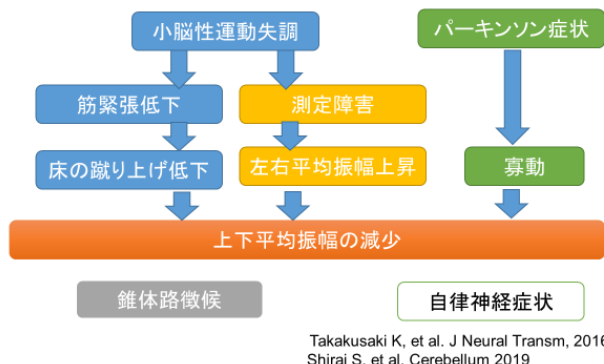 小脳性運動失調
パーキンソン症状
筋緊張低下
測定障害
床の蹴り上げ低下
左右平均振幅上昇
寡動
上下平均振幅の減少
錐体路徴候
自律神経症状
Takakusaki K, et al. J Neural Transm, 2016
Shirai S, et al. Cerebellum 2019